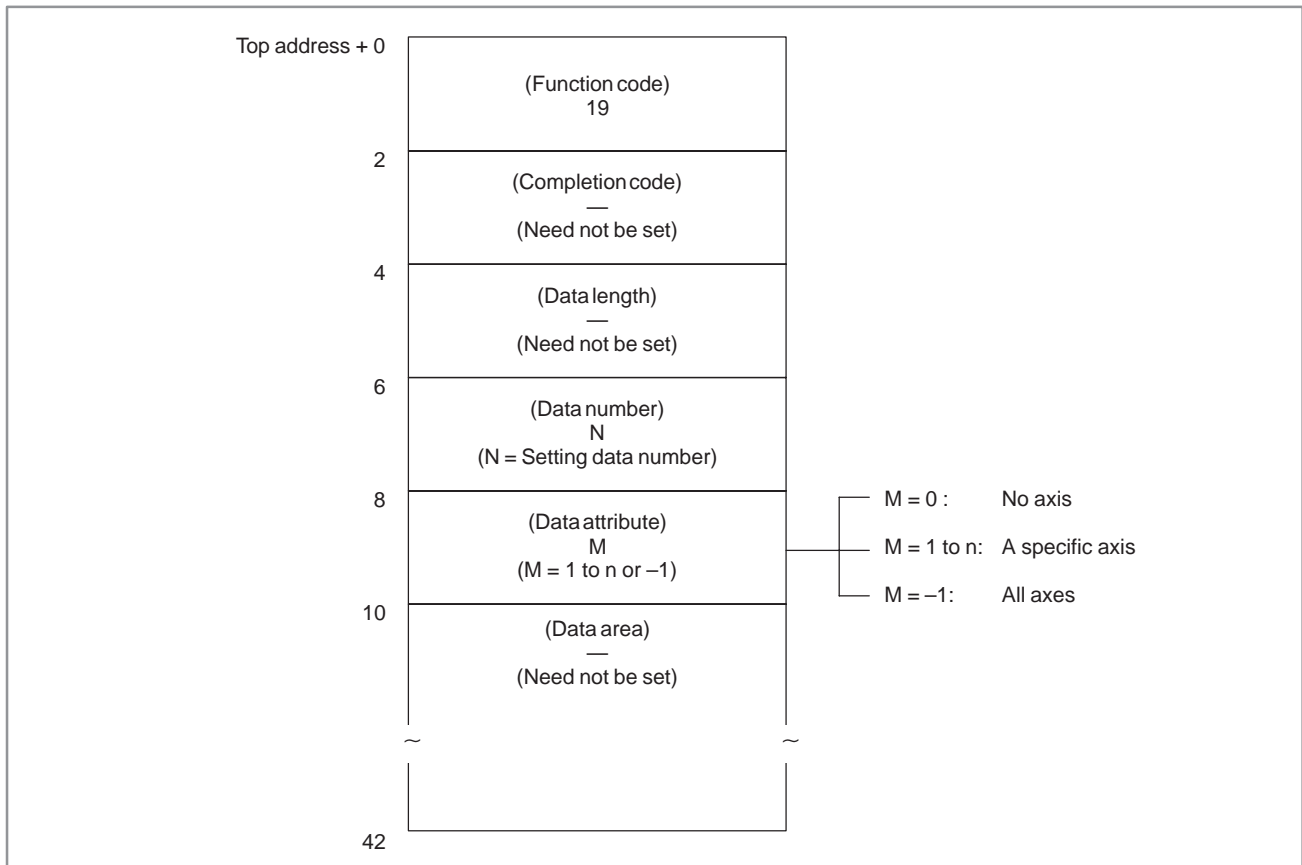 Top address + 0
(Function code)
19
2
(Completion code)
—
(Need not be set)
4
(Data length)
—
(Need not be set)
6
(Data number)
N
(N = Setting data number)
8
(Data attribute)
M
(M = 1 to n or –1)
M = 0 : No axis
M = 1 to n: A specific axis
M = –1: All axes
10
(Data area)
—
(Need not be set)
~ ~
42